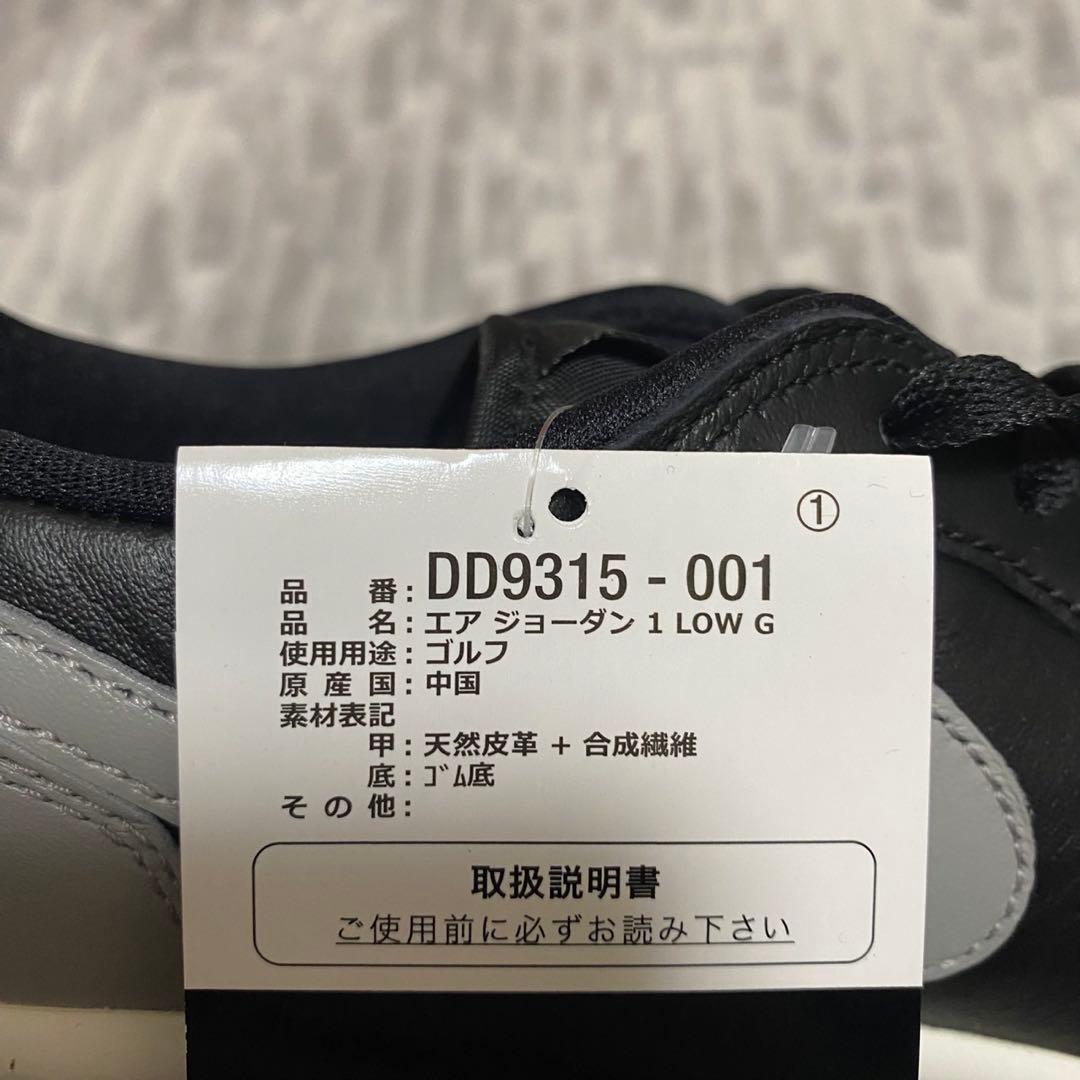 ①
品番：DD9315 - 001
品名：エア ジョーダン 1 LOW G
使用用途：ゴルフ
原産国：中国
素材表記
甲：天然皮革 + 合成繊維
底：ｺﾞﾑ底
その他：
取扱説明書
ご使用前に必ずお読み下さい